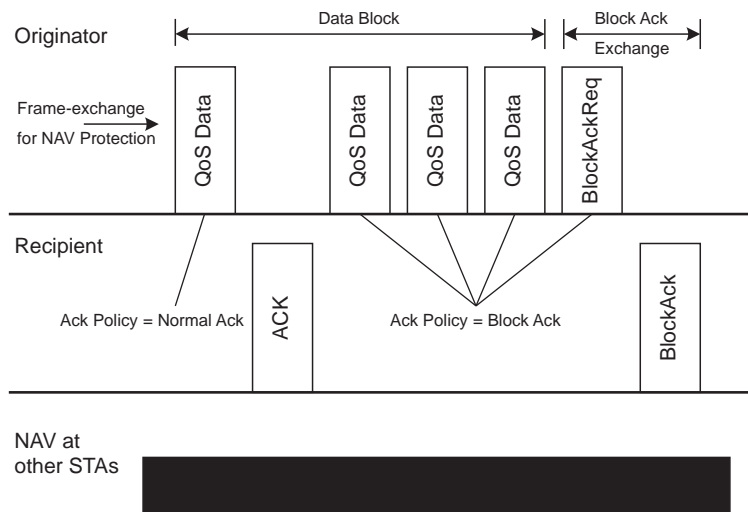 Data Block
Block Ack
Originator
Exchange
Frame-exchange
for NAV Protection
QoS Data
QoS Data
QoS Data
QoS Data
BlockAckReq
Recipient
Ack Policy = Normal Ack
ACK
Ack Policy = Block Ack
BlockAck
NAV at
other STAs